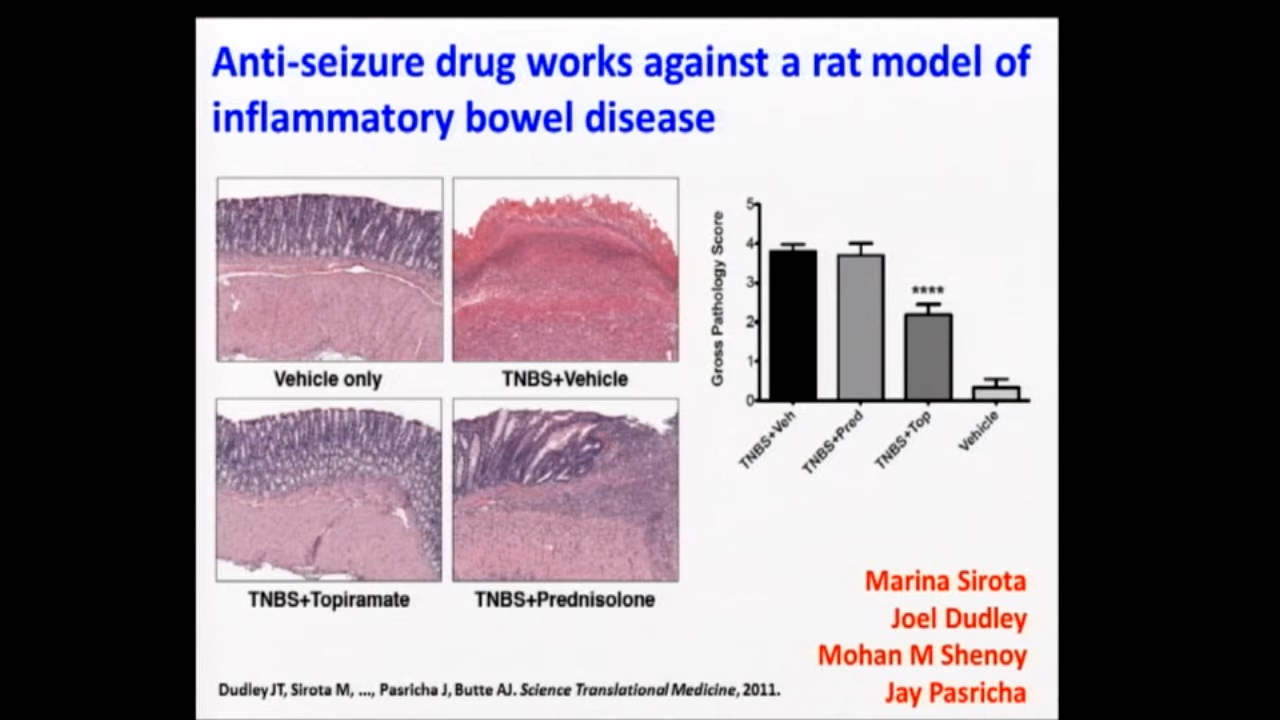 Anti-seizure drug works against a rat model of
inflammatory bowel disease
Vehicle only
TNBS+Vehicle
TNBS+Topiramate
TNBS+Prednisolone
Gross Pathology Score
5
4
3
2
1
0
****
TNBS+Veh
TNBS+Pred
TNBS+Top
Vehicle
Marina Sirota
Joel Dudley
Mohan M Shenoy
Jay Pasricha
Dudley JT, Sirota M, ..., Pasricha J, Butte AJ. Science Translational Medicine, 2011.